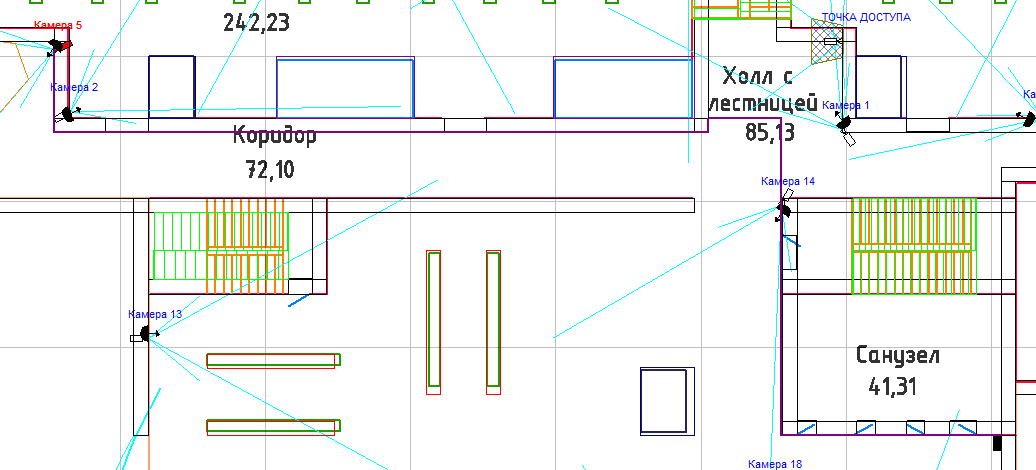 ТОЧКА ДОСТУПА
242,23
Камера 5
Холл с
лестницей
85,13
Камера 2
Камера 1
Коридор
72,10
Камера 14
Камера 13
Санузел
41,31
Камера 18